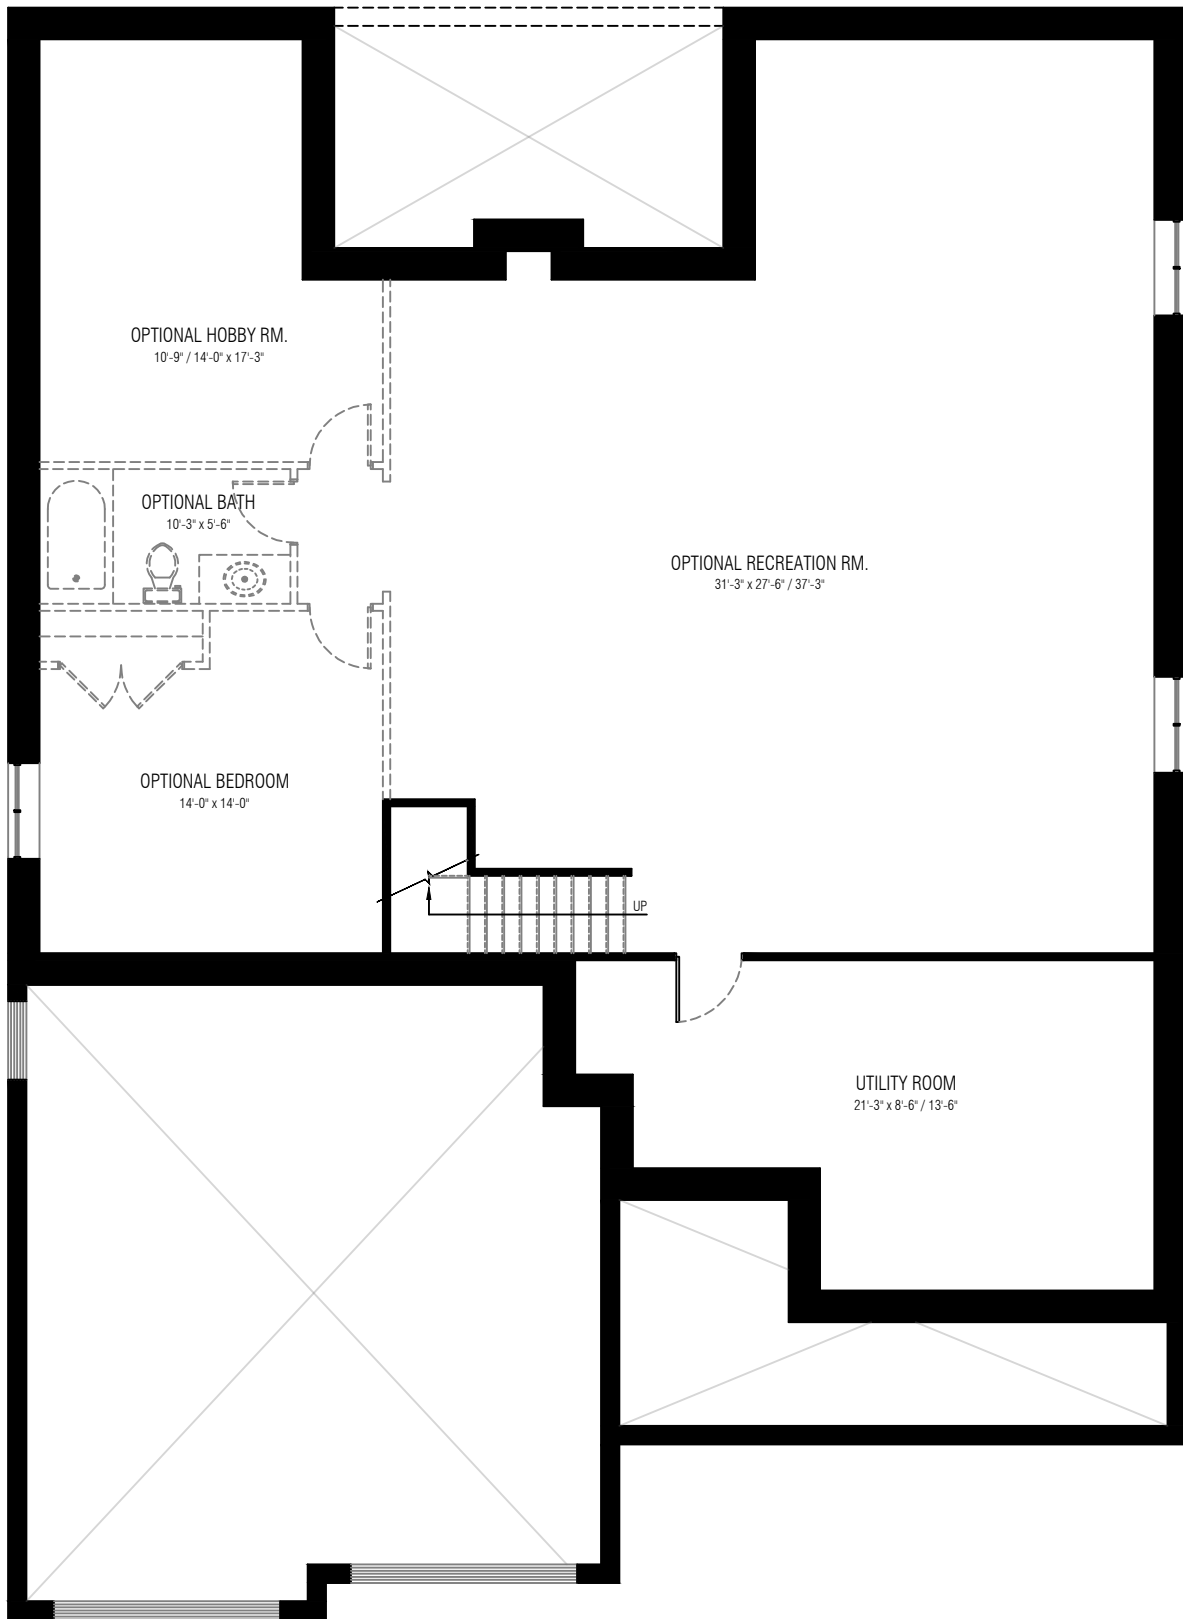 OPTIONAL HOBBY RM.
10'-9" / 14'-0" x 17'-3"
OPTIONAL BATH
10'-3" x 5'-6"
OPTIONAL RECREATION RM.
31'-3" x 27'-6" / 37'-3"
OPTIONAL BEDROOM
14'-0" x 14'-0"
UP
UTILITY ROOM
21'-3" x 8'-6" / 13'-6"